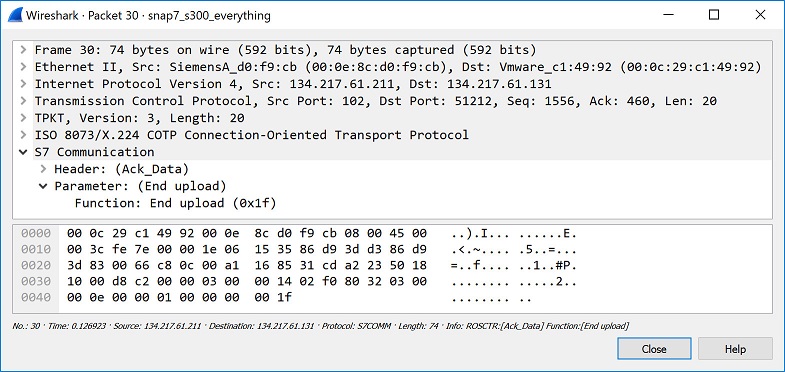 Wireshark · Packet 30 · snap7_s300_everything
Frame 30: 74 bytes on wire (592 bits), 74 bytes captured (592 bits)
Ethernet II, Src: SiemensA_d0:f9:cb (00:0e:8c:d0:f9:cb), Dst: Vmware_c1:49:92 (00:0c:29:c1:49:92)
Internet Protocol Version 4, Src: 134.217.61.211, Dst: 134.217.61.131
Transmission Control Protocol, Src Port: 102, Dst Port: 51212, Seq: 1556, Ack: 460, Len: 20
TPKT, Version: 3, Length: 20
ISO 8073/X.224 COTP Connection-Oriented Transport Protocol
S7 Communication
Header: (Ack_Data)
Parameter: (End upload)
Function: End upload (0x1f)
0000 00 0c 29 c1 49 92 00 0e 8c d0 f9 cb 08 00 45 00 ..).I... ......E.
0010 00 3c fe 7e 00 00 1e 06 15 35 86 d9 3d d3 86 d9 .<.~.... .5..=...
0020 3d 83 00 66 c8 0c 00 a1 16 85 31 cd a2 23 50 18 =..f.... ..1..#P.
0030 10 00 d8 c2 00 00 03 00 00 14 02 f0 80 32 03 00 ........ .....2..
0040 00 0e 00 00 01 00 00 00 00 1f ........ ..
No.: 30 · Time: 0.126923 · Source: 134.217.61.211 · Destination: 134.217.61.131 · Protocol: S7COMM · Length: 74 · Info: ROSCTR:[Ack_Data] Function:[End upload]
Close Help